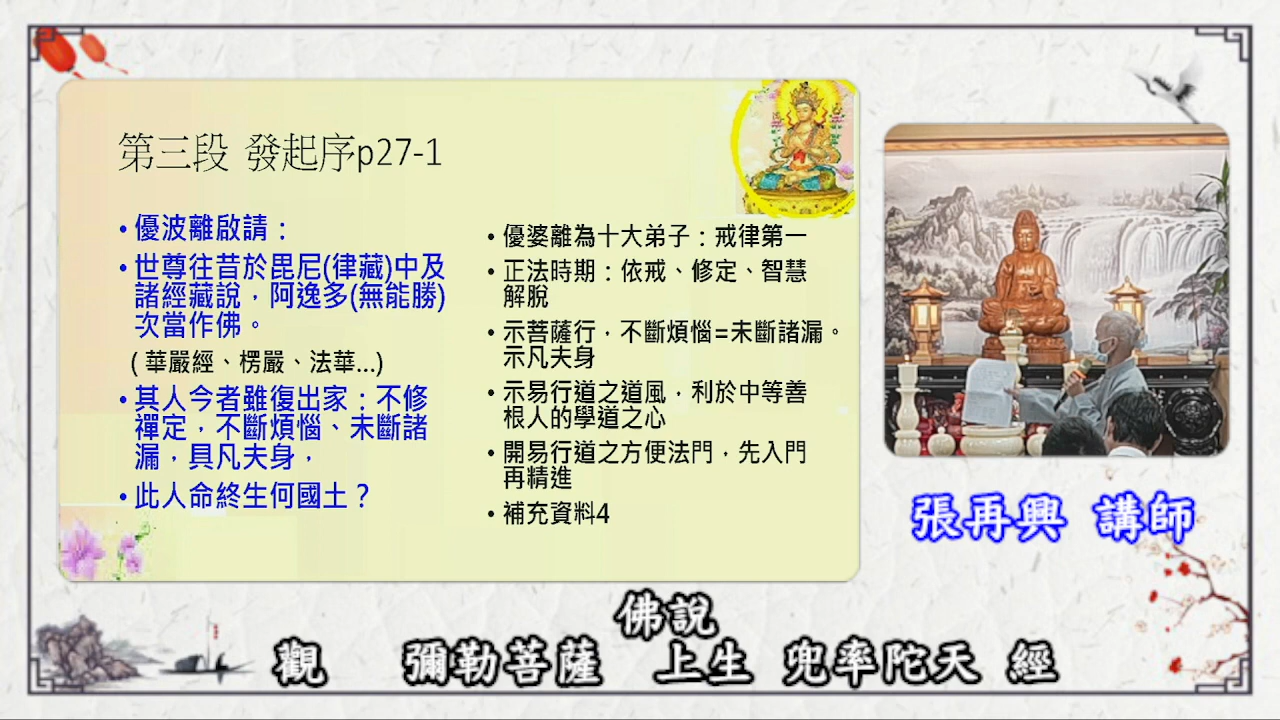 第三段 發起序p27-1
• 優波離啟請：
• 世尊往昔於毘尼(律藏)中及
諸經藏說，阿逸多(無能勝)
次當作佛。
( 華嚴經、楞嚴、法華...)
• 其人今者雖復出家：不修
禪定，不斷煩惱、未斷諸
漏，具凡夫身，
• 此人命終生何國土？
• 優婆離為十大弟子：戒律第一
• 正法時期：依戒、修定、智慧
解脫
• 示菩薩行，不斷煩惱=未斷諸漏。
示凡夫身
• 示易行道之道風，利於中等善
根人的學道之心
• 開易行道之方便法門，先入門
再精進
• 補充資料4
張再興 講師
佛說
觀 彌勒菩薩 上生 兜率陀天 經